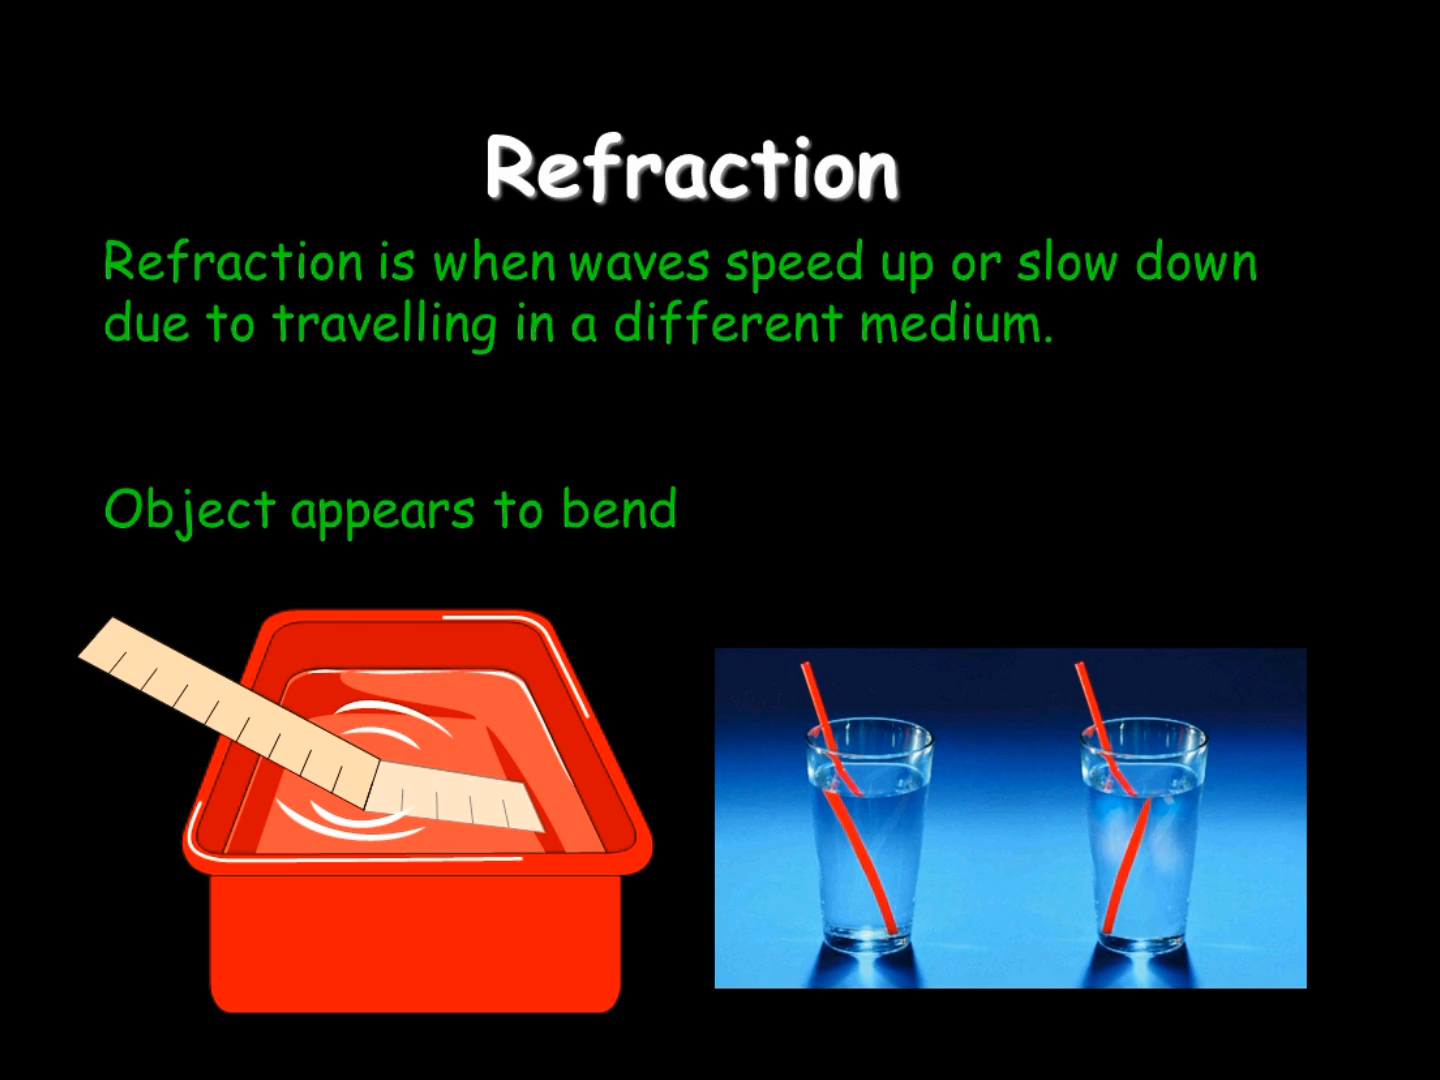 Refraction
Refraction is when waves speed up or slow down
due to travelling in a different medium.
Object appears to bend